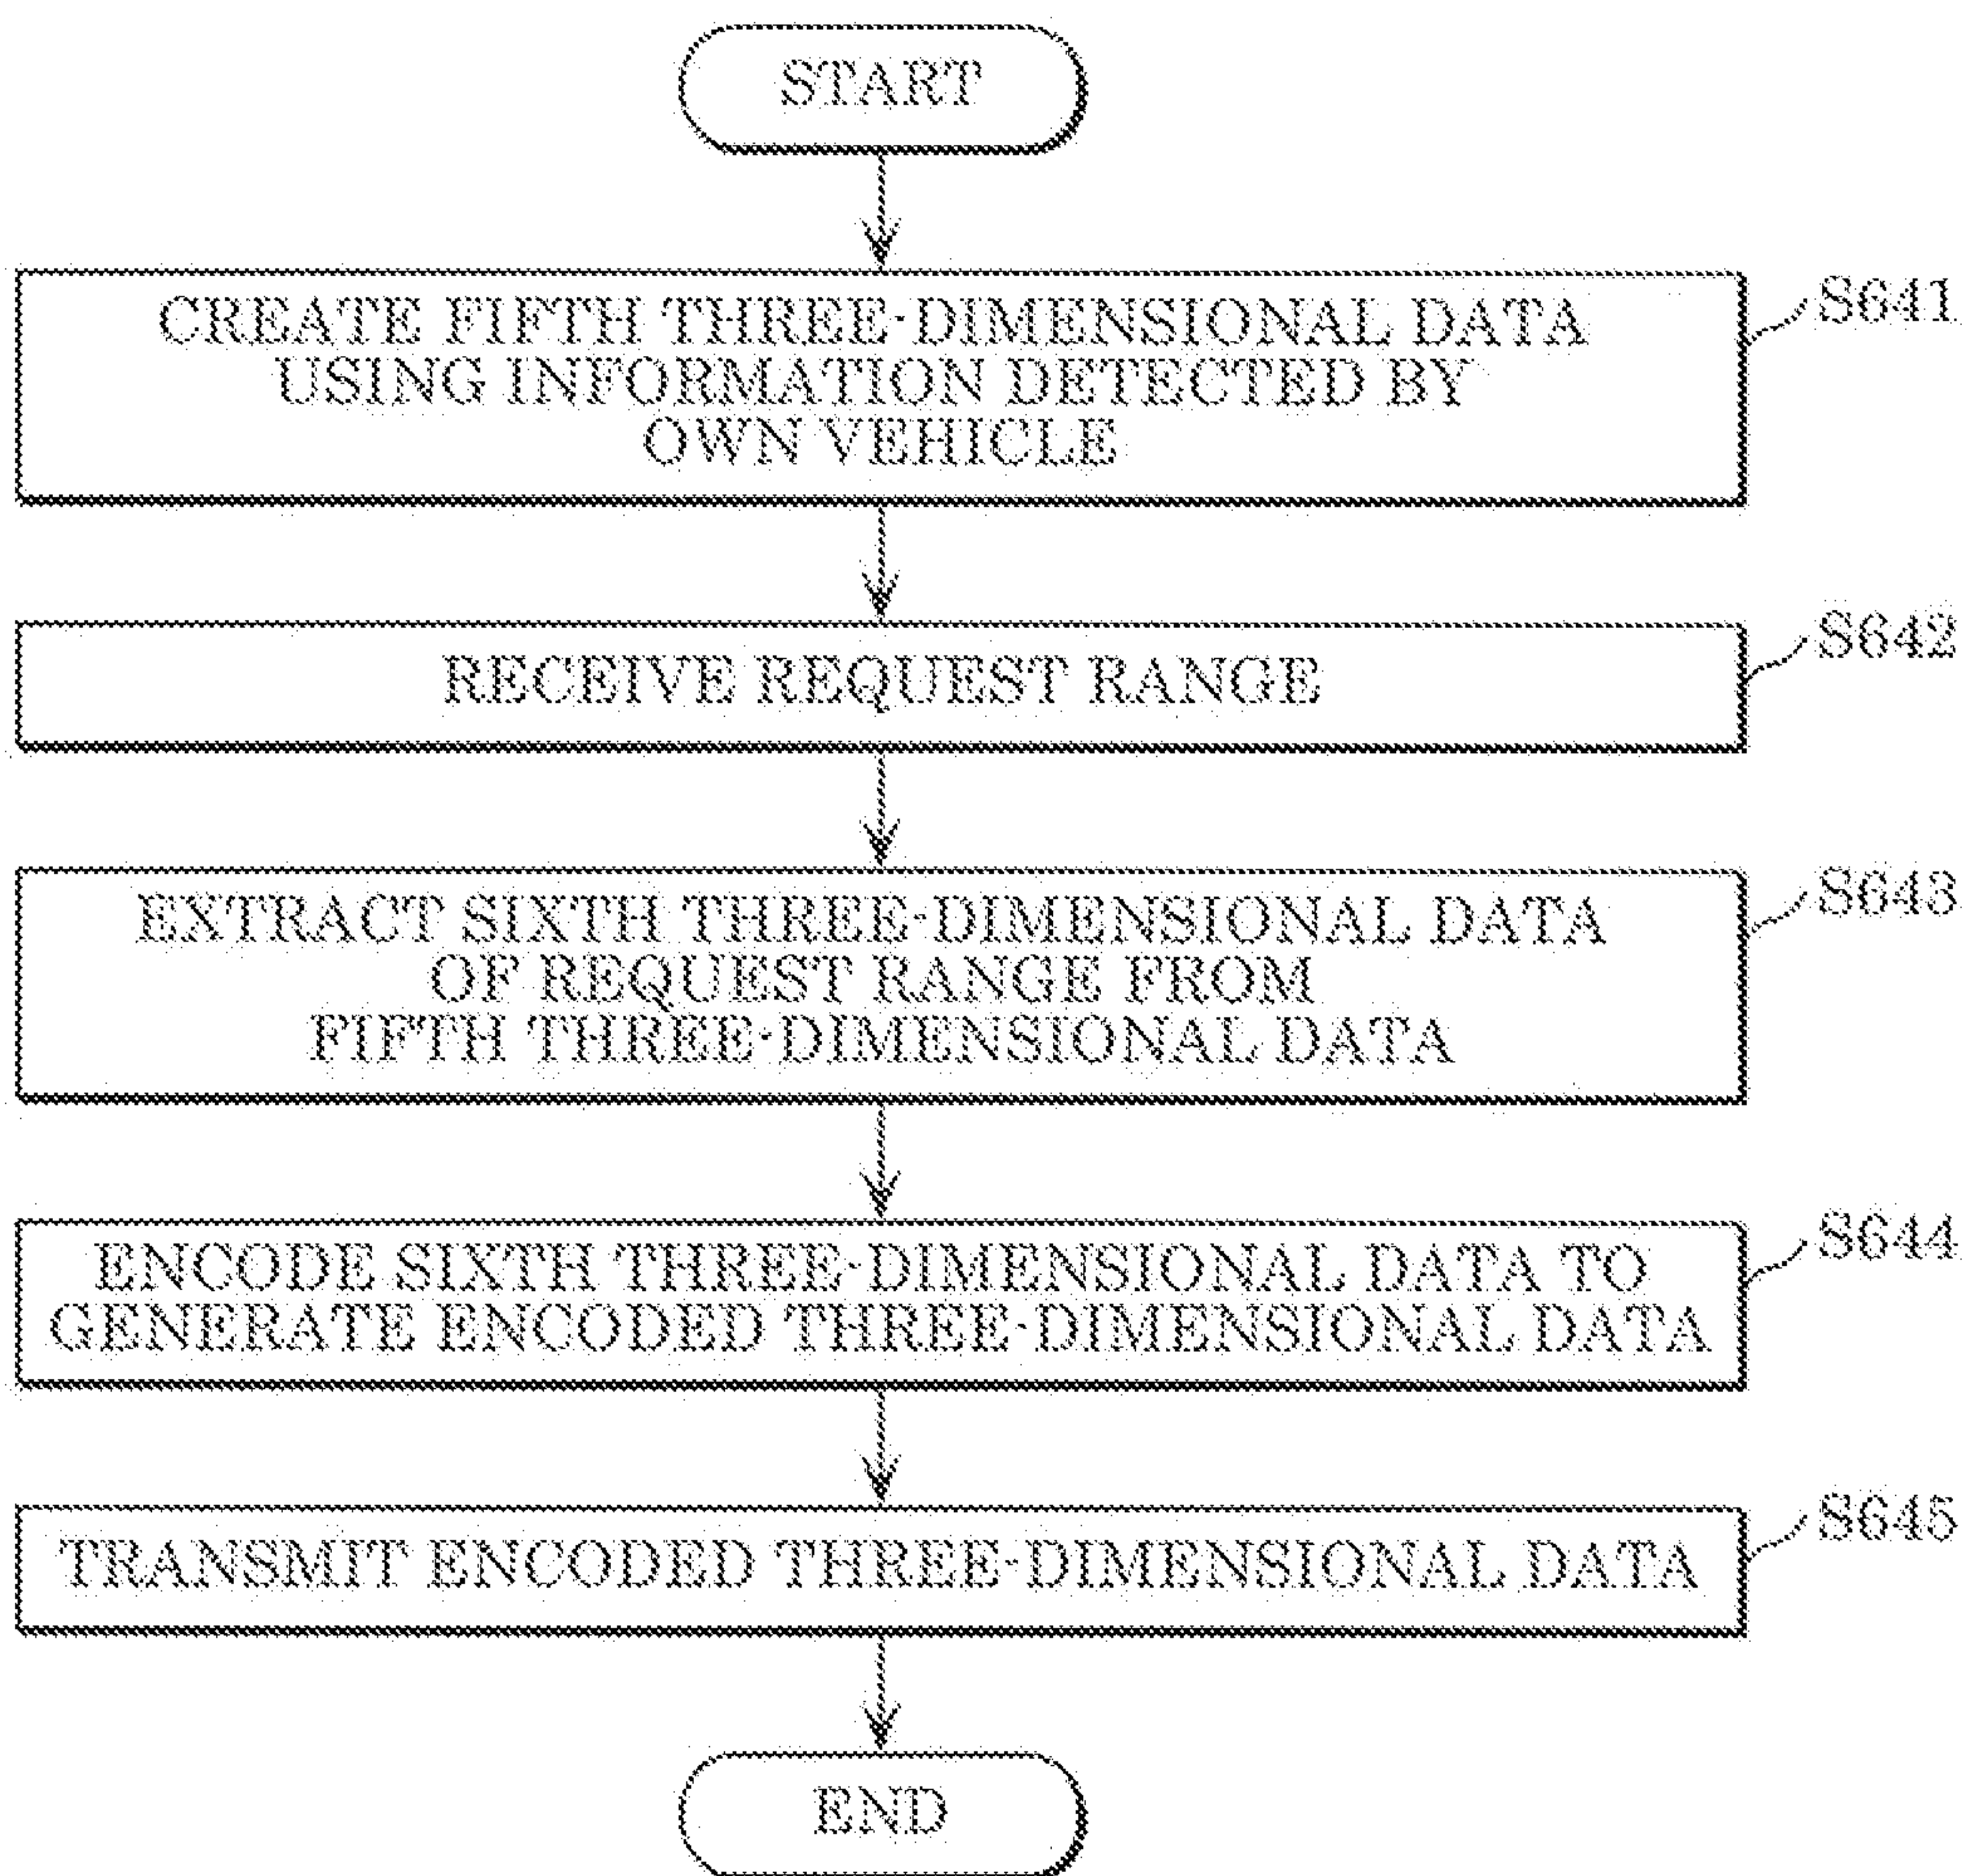 START
CREATE FIFTH THREE-DIMENSIONAL DATA
USING INFORMATION DETECTED BY
OWN VEHICLE
S641
RECEIVE REQUEST RANGE
S642
EXTRACT SIXTH THREE-DIMENSIONAL DATA
OF REQUEST RANGE FROM
FIFTH THREE-DIMENSIONAL DATA
S643
ENCODE SIXTH THREE-DIMENSIONAL DATA TO
GENERATE ENCODED THREE-DIMENSIONAL DATA
S644
TRANSMIT ENCODED THREE-DIMENSIONAL DATA
S645
END